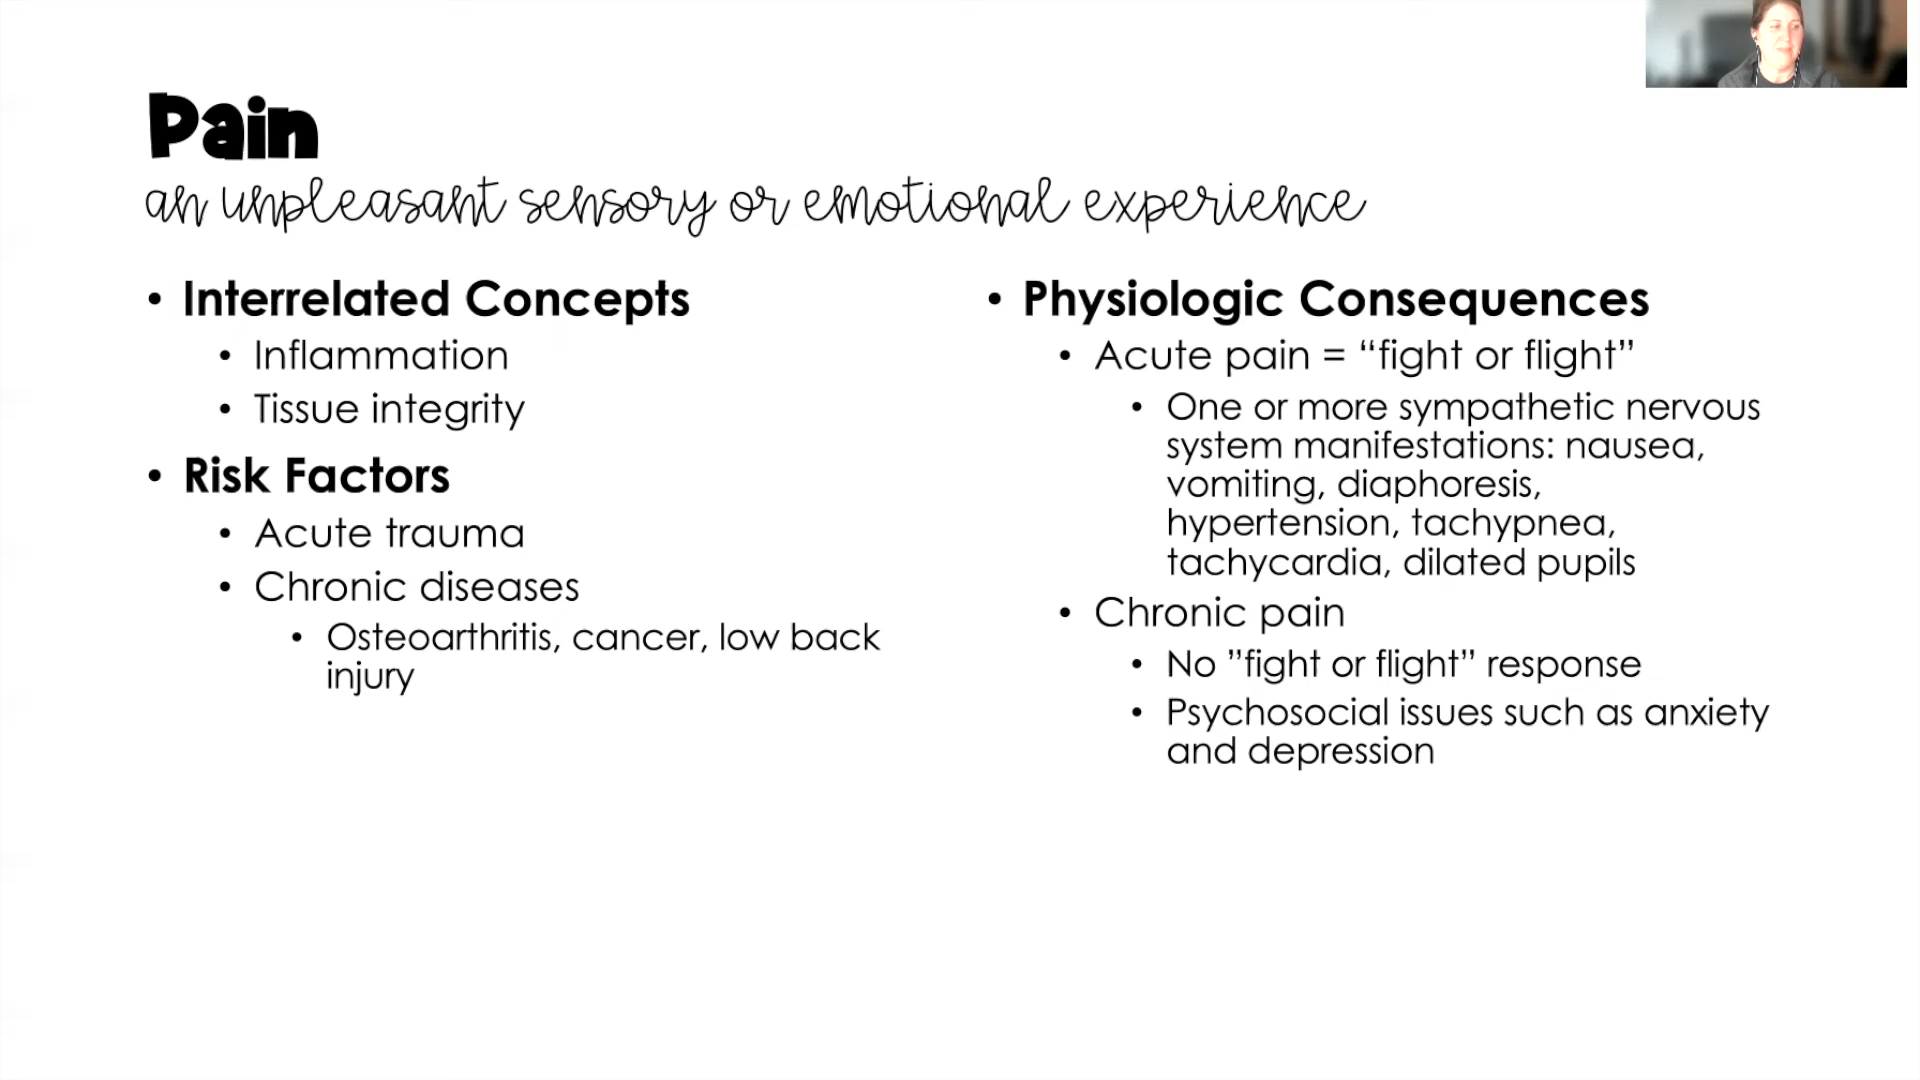 Pain
an unpleasant sensory or emotional experience
• Interrelated Concepts
• Inflammation
• Tissue integrity
• Risk Factors
• Acute trauma
• Chronic diseases
• Osteoarthritis, cancer, low back
injury
• Physiologic Consequences
• Acute pain = “fight or flight”
• One or more sympathetic nervous
system manifestations: nausea,
vomiting, diaphoresis,
hypertension, tachypnea,
tachycardia, dilated pupils
• Chronic pain
• No ”fight or flight” response
• Psychosocial issues such as anxiety
and depression